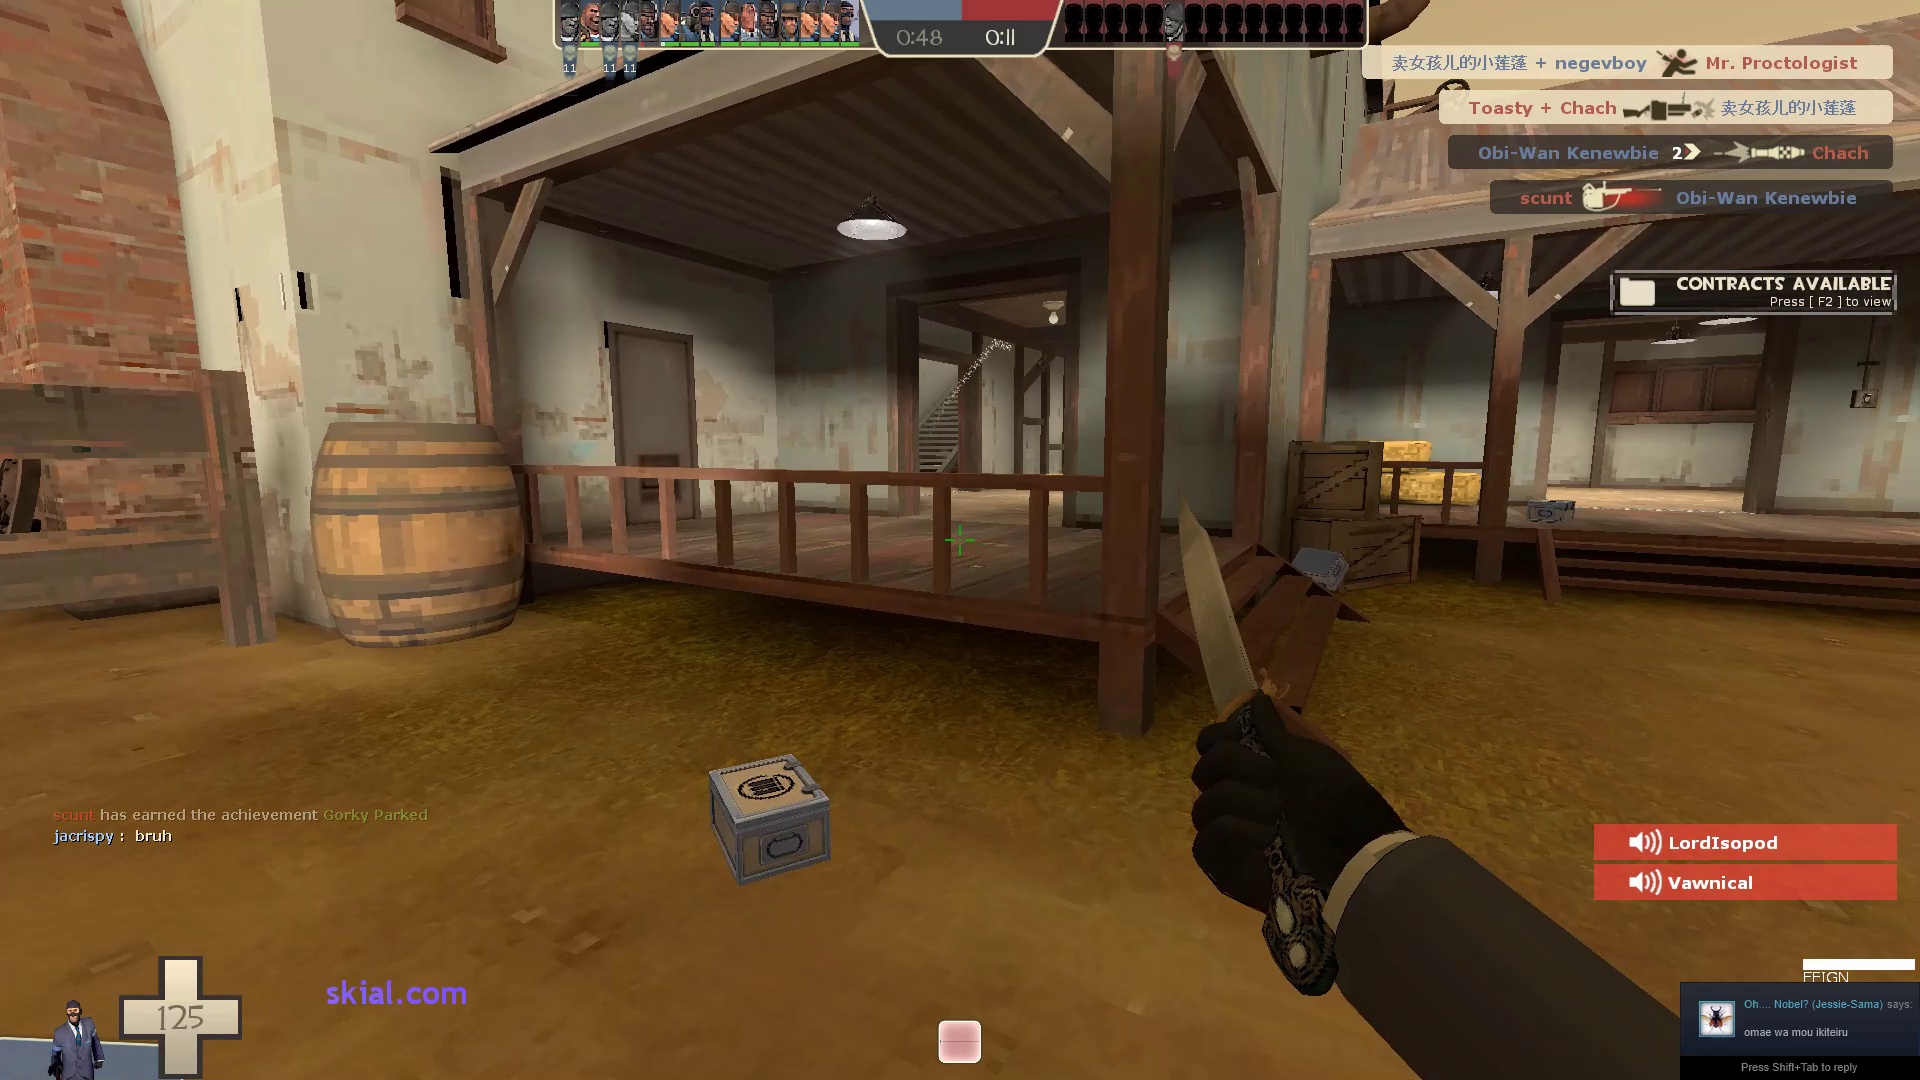 0:48
0:11
11
11
11
卖女孩儿的小莲蓬 + negevboy Mr. Proctologist
Toasty + Chach 卖女孩儿的小莲蓬
Obi-Wan Kenewbie 2 Chach
scunt Obi-Wan Kenewbie
CONTRACTS AVAILABLE
Press [ F2 ] to view
scunt has earned the achievement Gorky Parked
jacrispy : bruh
LordIsopod
Vawnical
125
skial.com
FEIGN
Oh.... Nobel? (Jessie-Sama) says:
omae wa mou ikiteiru
Press Shift+Tab to reply